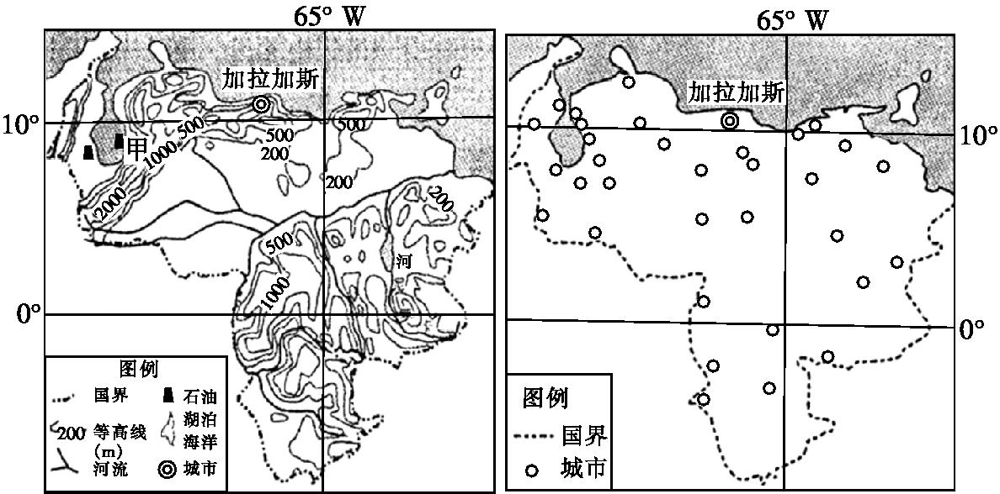 65° W
加拉加斯
10°
500
500
500
甲
1000
200
200
2000
200
500
河
1000
0°
图例
国界
石油
200 等高线
(m)
湖泊
海洋
河流
城市
65° W
加拉加斯
10°
0°
图例
国界
城市